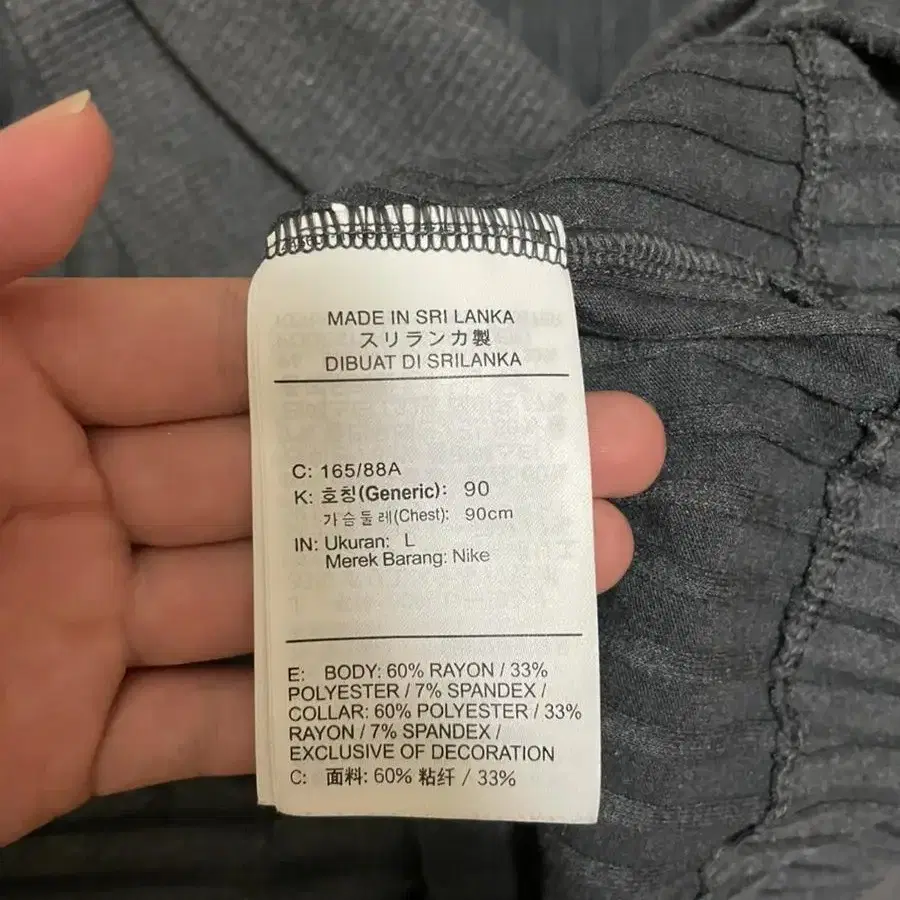 MADE IN SRI LANKA
スリランカ製
DIBUAT DI SRILANKA
C: 165/88A
K: 호칭(Generic): 90
가슴둘레(Chest): 90cm
IN: Ukuran: L
Merek Barang: Nike
E: BODY: 60% RAYON / 33%
POLYESTER / 7% SPANDEX /
COLLAR: 60% POLYESTER / 33%
RAYON / 7% SPANDEX /
EXCLUSIVE OF DECORATION
C: 面料: 60% 粘纤 / 33%